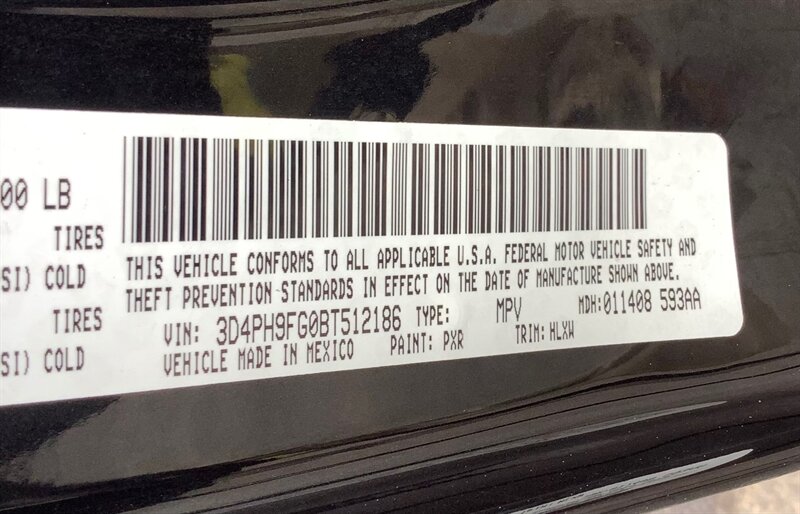 00 LB
TIRES
SI) COLD
TIRES
SI) COLD
THIS VEHICLE CONFORMS TO ALL APPLICABLE U.S.A. FEDERAL MOTOR VEHICLE SAFETY AND
THEFT PREVENTION STANDARDS IN EFFECT ON THE DATE OF MANUFACTURE SHOWN ABOVE.
VIN: 3D4PH9FG0BT512186 TYPE: MPV MDH:011408 593AA
VEHICLE MADE IN MEXICO PAINT: PXR TRIM: HLXW